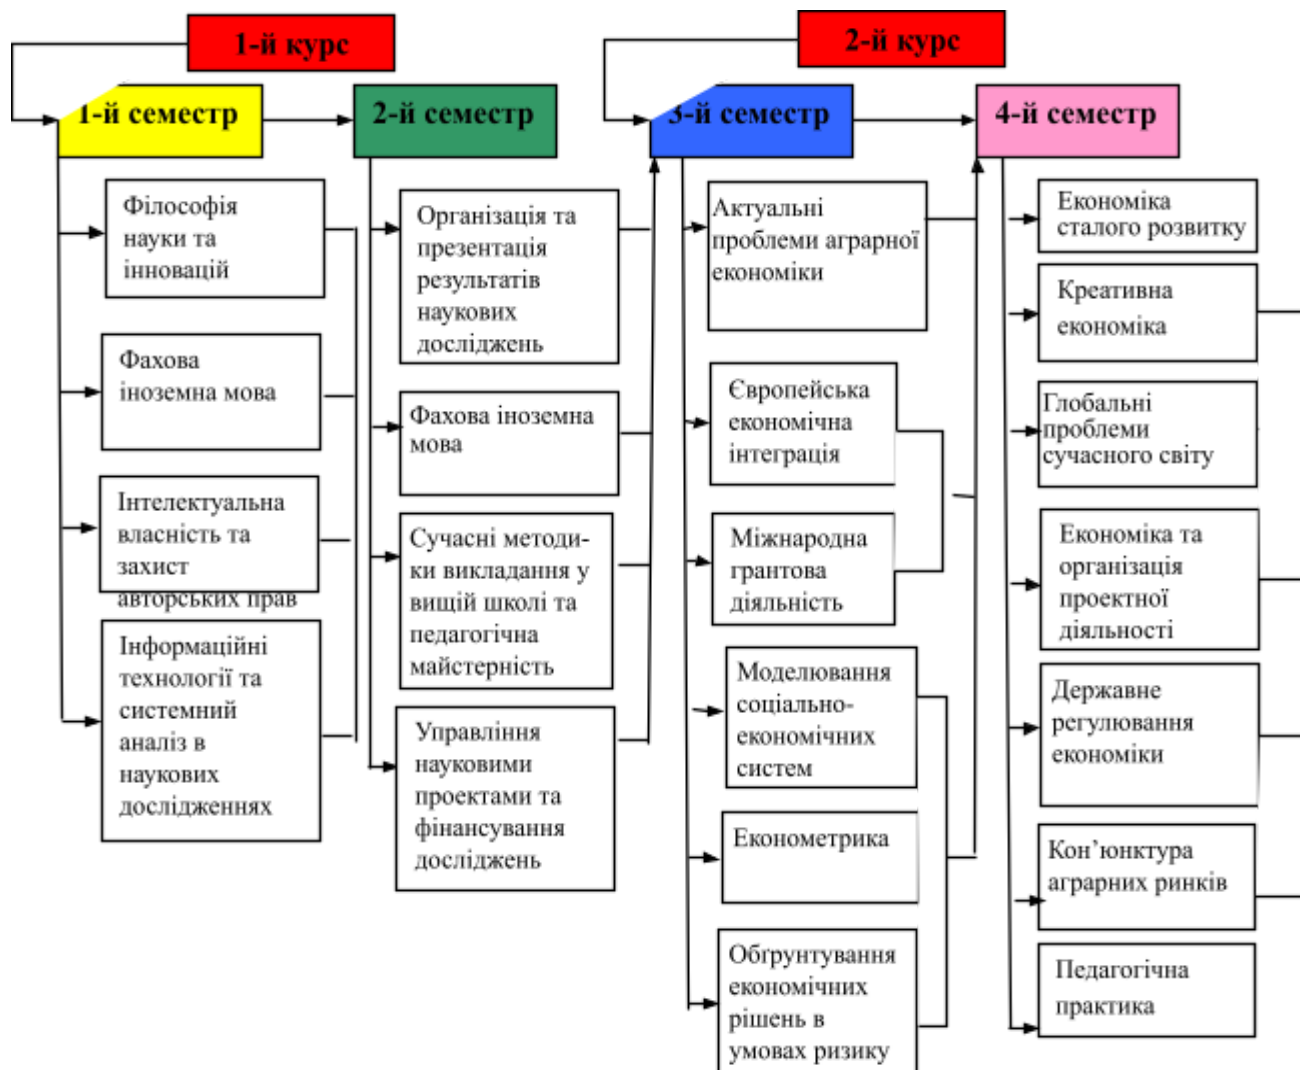 1-й курс
2-й курс
1-й семестр
2-й семестр
3-й семестр
4-й семестр
Філософія
науки та
інновацій
Фахова
іноземна мова
Інтелектуальна
власність та
захист
авторських прав
Інформаційні
технології та
системний
аналіз в
наукових
дослідженнях
Організація та
презентація
результатів
наукових
досліджень
Фахова іноземна
мова
Сучасні методи-
ки викладання у
вищій школі та
педагогічна
майстерність
Управління
науковими
проектами та
фінансування
досліджень
Актуальні
проблеми аграрної
економіки
Європейська
економічна
інтеграція
Міжнародна
грантова
діяльність
Моделювання
соціально-
економічних
систем
Економетрика
Обґрунтування
економічних
рішень в
умовах ризику
Економіка
сталого розвитку
Креативна
економіка
Глобальні
проблеми
сучасного світу
Економіка та
організація
проектної
діяльності
Державне
регулювання
економіки
Кон’юнктура
аграрних ринків
Педагогічна
практика